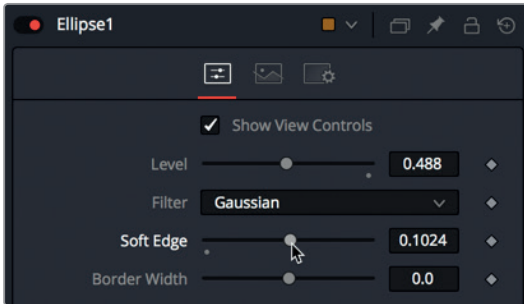 Ellipse1
Show View Controls
Level 0.488
Filter Gaussian
Soft Edge 0.1024
Border Width 0.0